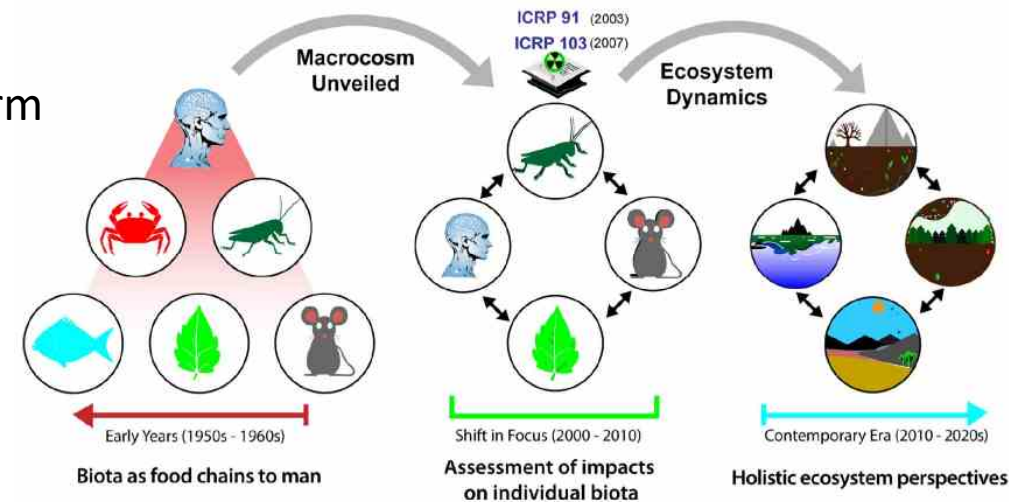 ICRP 91 (2003)
ICRP 103 (2007)
Macrocosm
Unveiled
Ecosystem
Dynamics
rm
Early Years (1950s - 1960s)
Shift in Focus (2000 - 2010)
Contemporary Era (2010 - 2020s)
Biota as food chains to man
Assessment of impacts
on individual biota
Holistic ecosystem perspectives